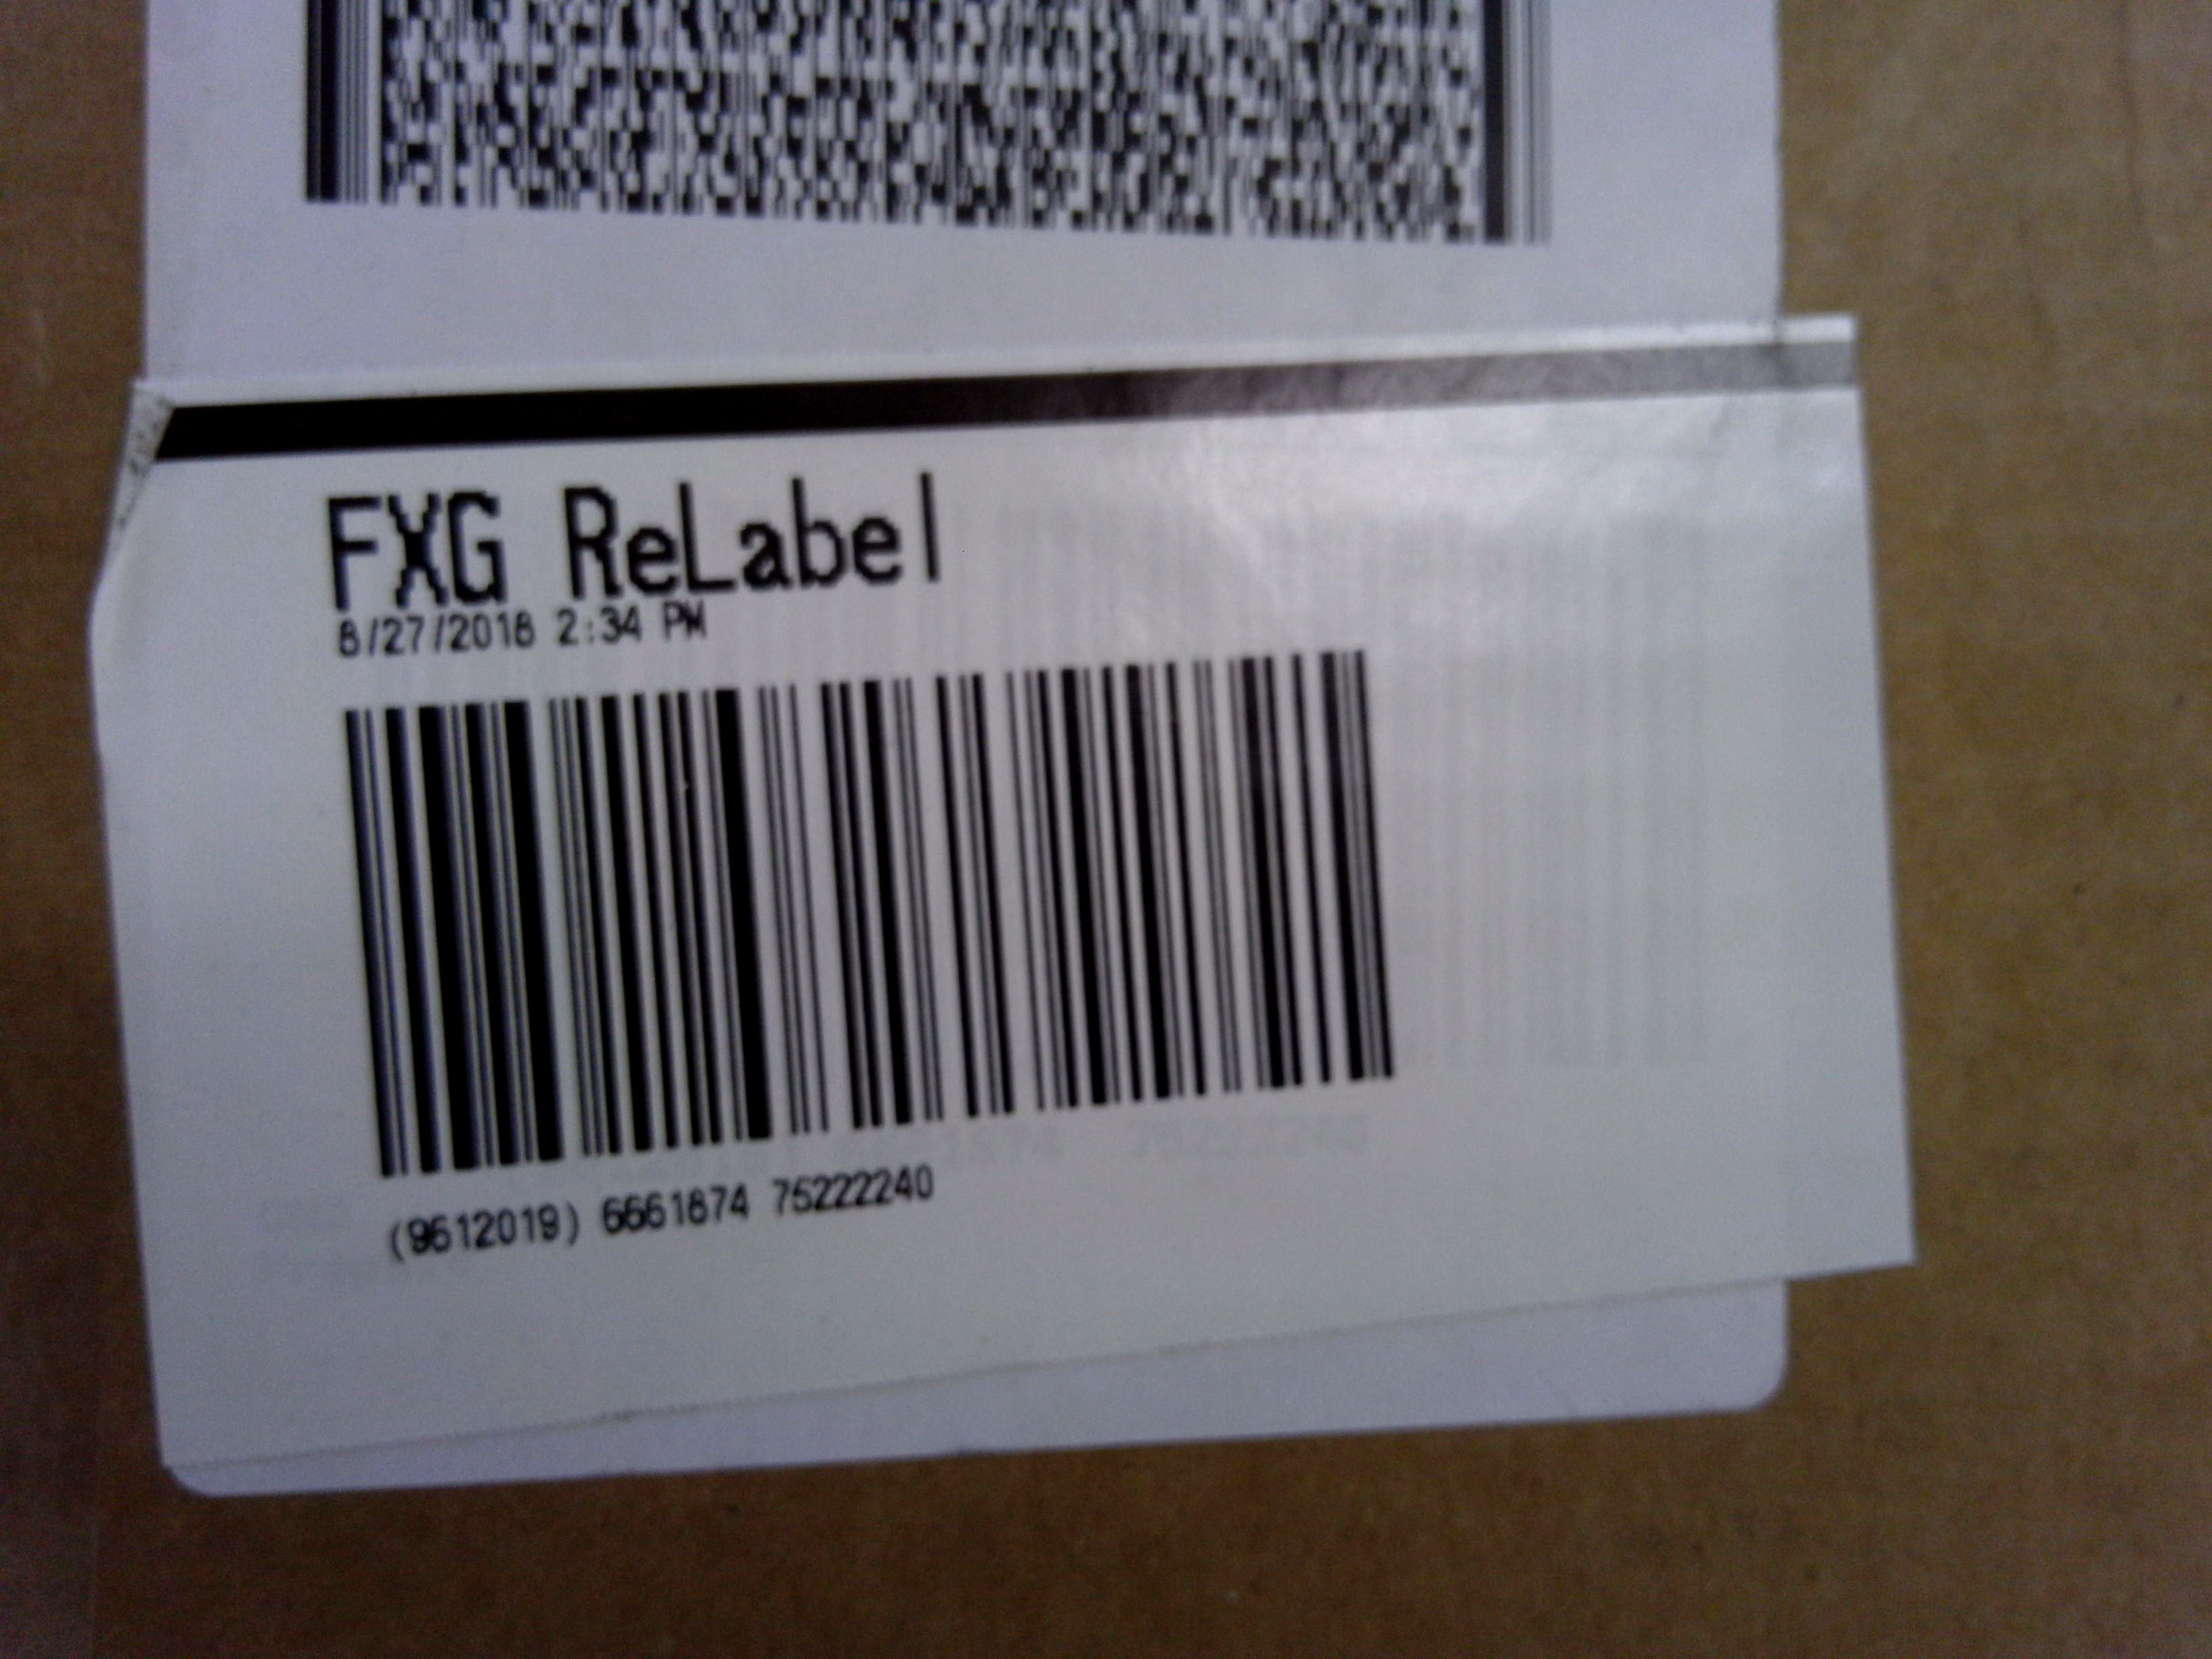 FXG ReLabel
8/27/2018 2:34 PM
(9612019) 6661874 75222240